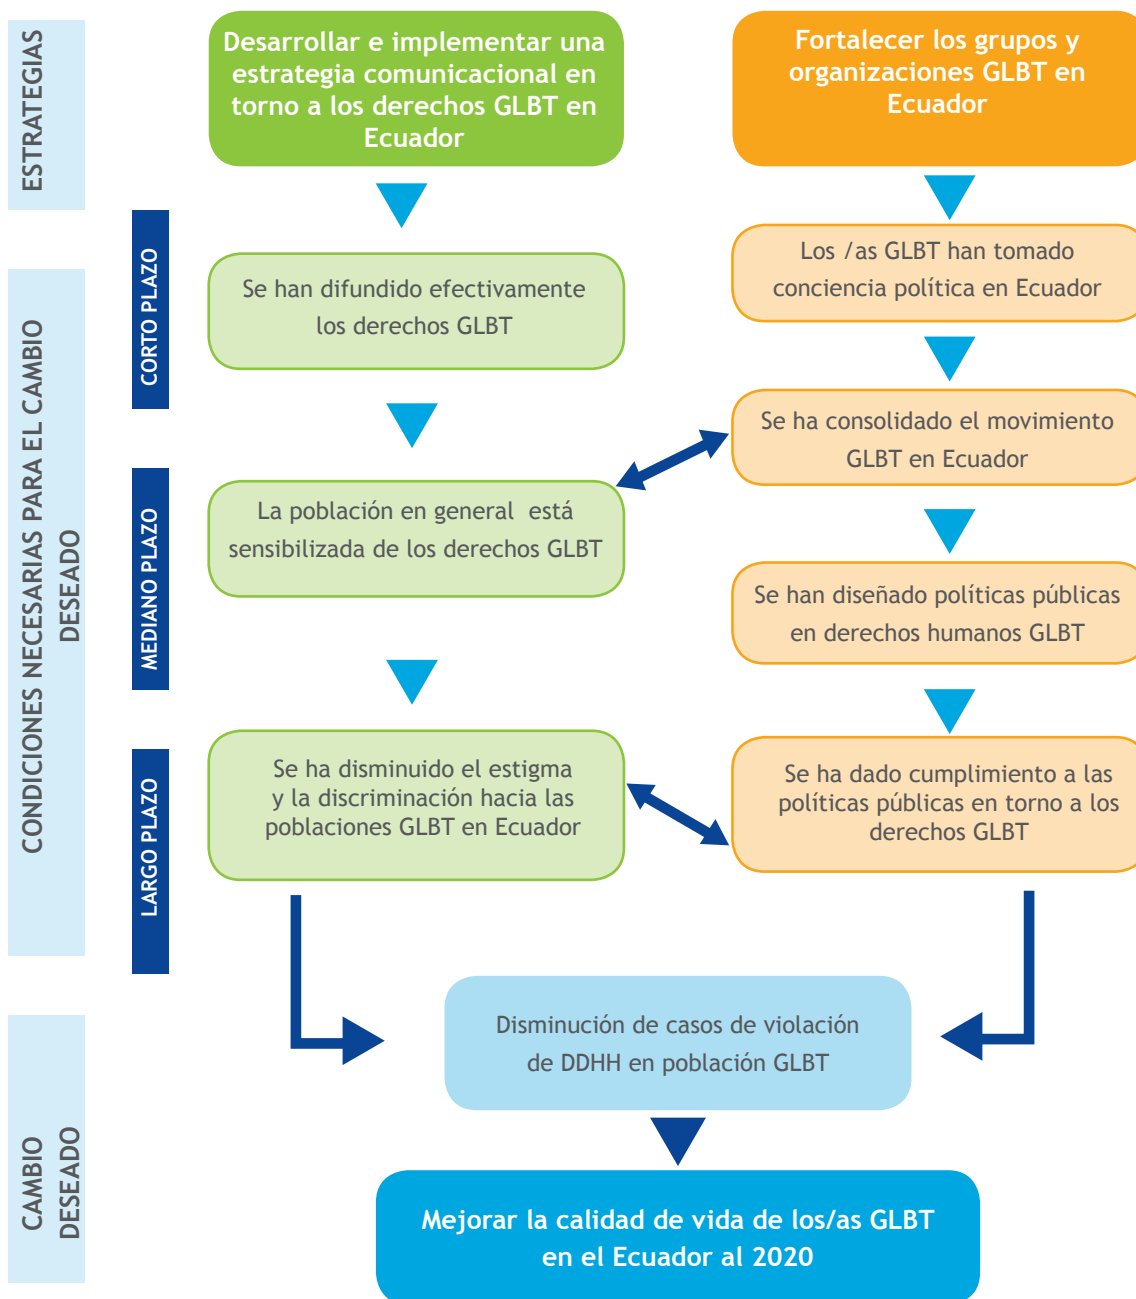 ESTRATEGIAS
Desarrollar e implementar una
estrategia comunicacional en
torno a los derechos GLBT en
Ecuador
Fortalecer los grupos y
organizaciones GLBT en
Ecuador
CONDICIONES NECESARIAS PARA EL CAMBIO
DESEADO
CORTO PLAZO
Se han difundido efectivamente
los derechos GLBT
Los /as GLBT han tomado
conciencia política en Ecuador
Se ha consolidado el movimiento
GLBT en Ecuador
MEDIANO PLAZO
La población en general está
sensibilizada de los derechos GLBT
Se han diseñado políticas públicas
en derechos humanos GLBT
LARGO PLAZO
Se ha disminuido el estigma
y la discriminación hacia las
poblaciones GLBT en Ecuador
Se ha dado cumplimiento a las
políticas públicas en torno a los
derechos GLBT
CAMBIO
DESEADO
Disminución de casos de violación
de DDHH en población GLBT
Mejorar la calidad de vida de los/as GLBT
en el Ecuador al 2020